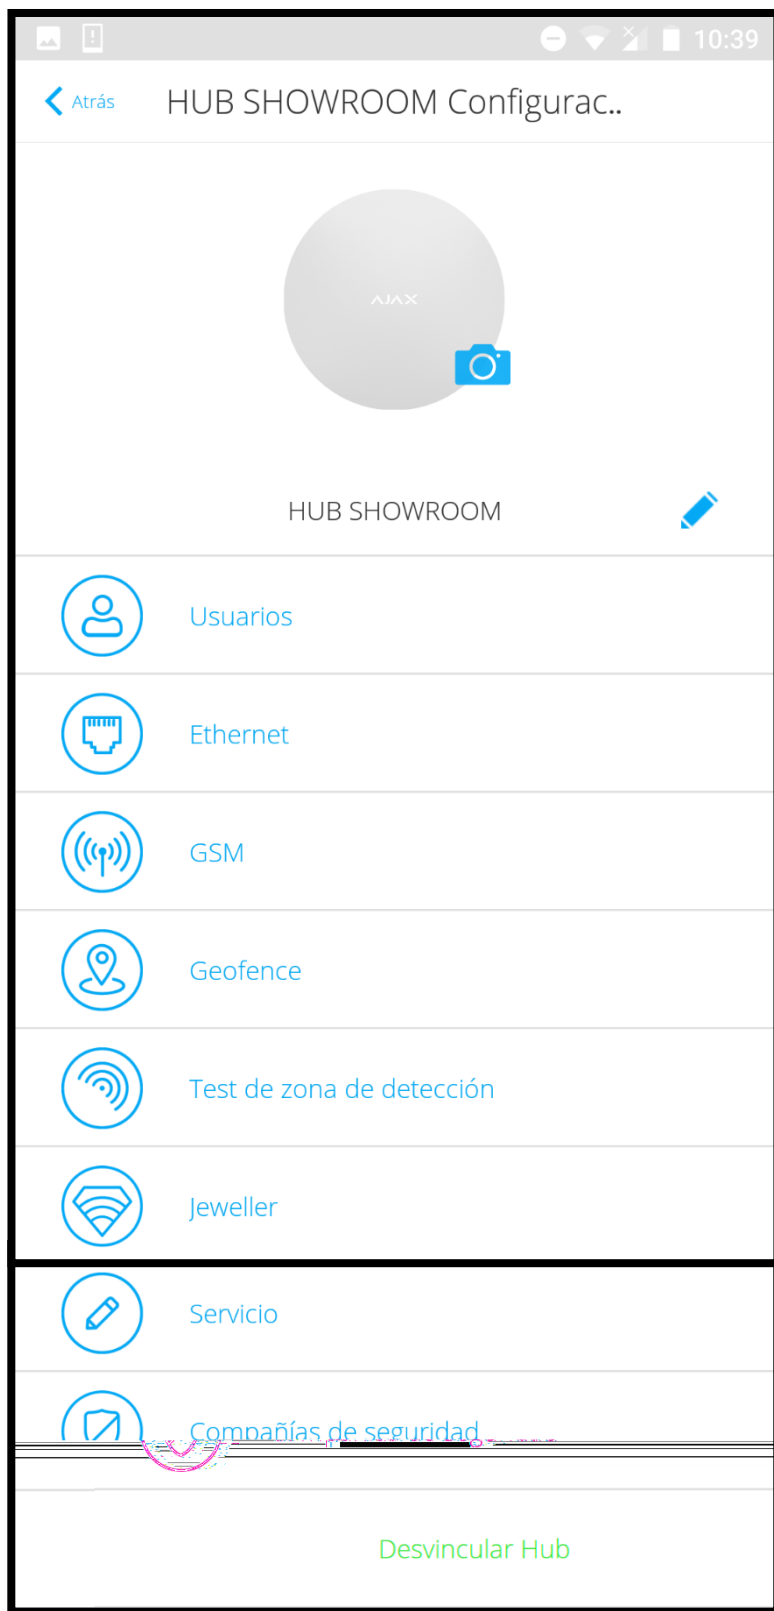 10:39
Atrás
HUB SHOWROOM Configurac..
AJAX
HUB SHOWROOM
Usuarios
Ethernet
GSM
Geofence
Test de zona de detección
Jeweller
Servicio
Compañías de seguridad
Desvincular Hub